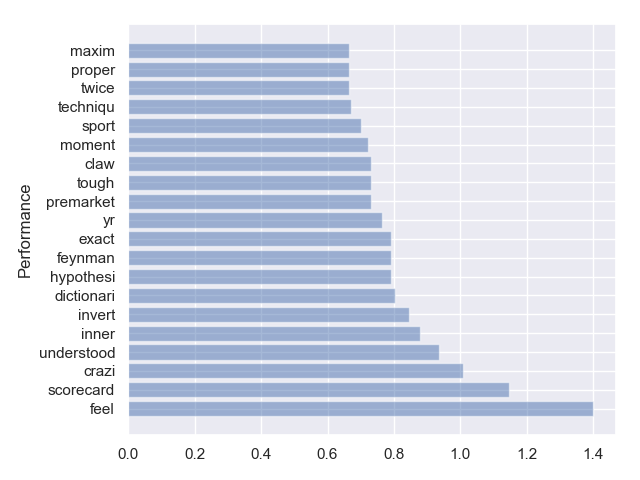 maxim
proper
twice
techniqu
sport
moment
claw
tough
premarket
yr
exact
feynman
hypothesi
dictionari
invert
inner
understood
crazi
scorecard
feel
Performance
0.0 0.2 0.4 0.6 0.8 1.0 1.2 1.4